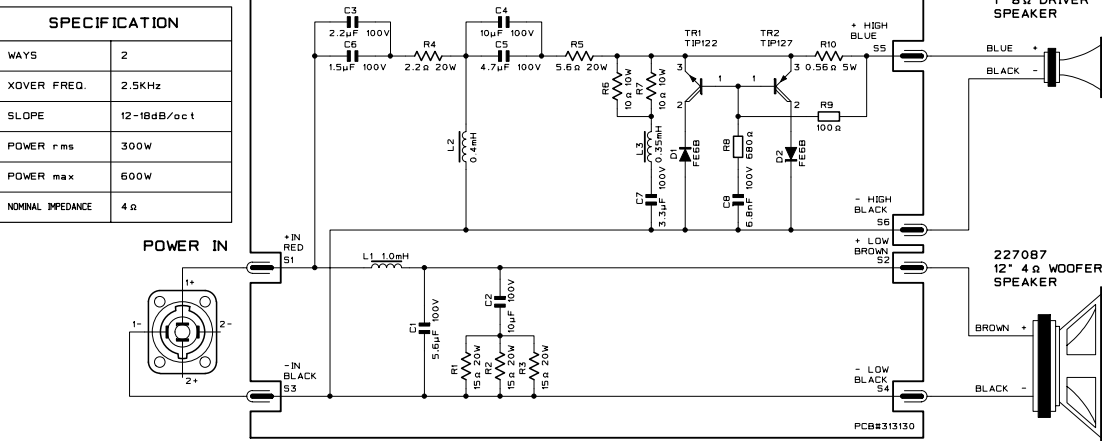 SPECIFICATION
WAYS 2
XOVER FREQ. 2.5KHz
SLOPE 12-18dB/oct
POWER rms 300W
POWER max 600W
NOMINAL IMPEDANCE 4Ω
POWER IN
1+
1-
2-
2+
+IN
RED
S1
-IN
BLACK
S3
C3
2.2µF 100V
C6
1.5µF 100V
R4
2.2Ω 20W
C4
10µF 100V
C5
4.7µF 100V
R5
5.6Ω 20W
L2
0.4mH
R6
10Ω 10W
R7
10Ω 10W
L3
0.35mH
C7
3.3µF 100V
TR1
TIP122
3
1
2
TR2
TIP127
3
1
2
D1
FE6B
D2
FE6B
R8
680Ω
C8
6.8nF 100V
R10
0.56Ω 5W
R9
100Ω
+ HIGH
BLUE
S5
- HIGH
BLACK
S6
+ LOW
BROWN
S2
- LOW
BLACK
S4
L1 1.0mH
C1
5.6µF 100V
C2
10µF 100V
R1
15Ω 20W
R2
15Ω 20W
R3
15Ω 20W
PCB#313130
1" 8Ω DRIVER
SPEAKER
BLUE +
BLACK -
227087
12" 4Ω WOOFER
SPEAKER
BROWN +
BLACK -